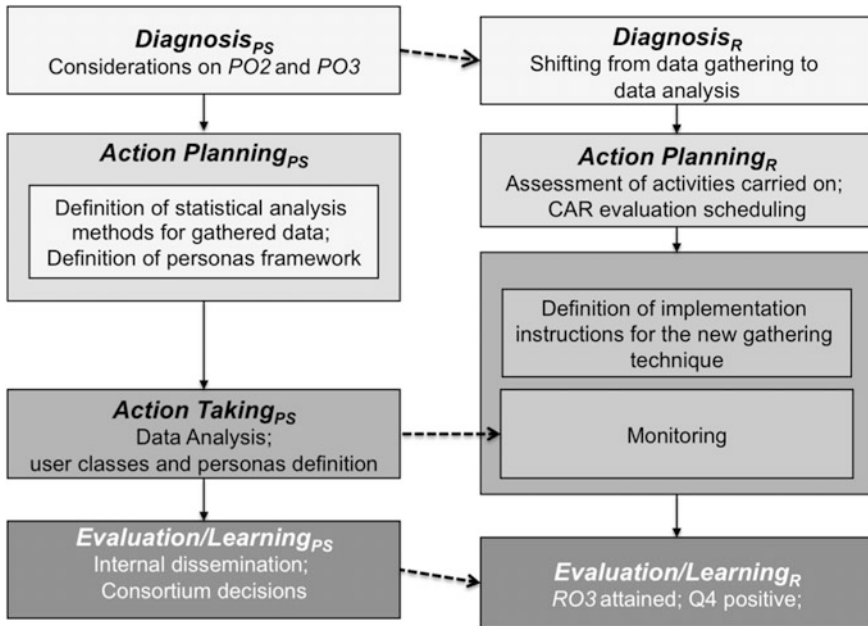 Diagnosis_PS
Considerations on PO2 and PO3
Action Planning_PS
Definition of statistical analysis
methods for gathered data;
Definition of personas framework
Action Taking_PS
Data Analysis;
user classes and personas definition
Evaluation/Learning_PS
Internal dissemination;
Consortium decisions
Diagnosis_R
Shifting from data gathering to
data analysis
Action Planning_R
Assessment of activities carried on;
CAR evaluation scheduling
Definition of implementation
instructions for the new gathering
technique
Monitoring
Evaluation/Learning_R
RO3 attained; Q4 positive;